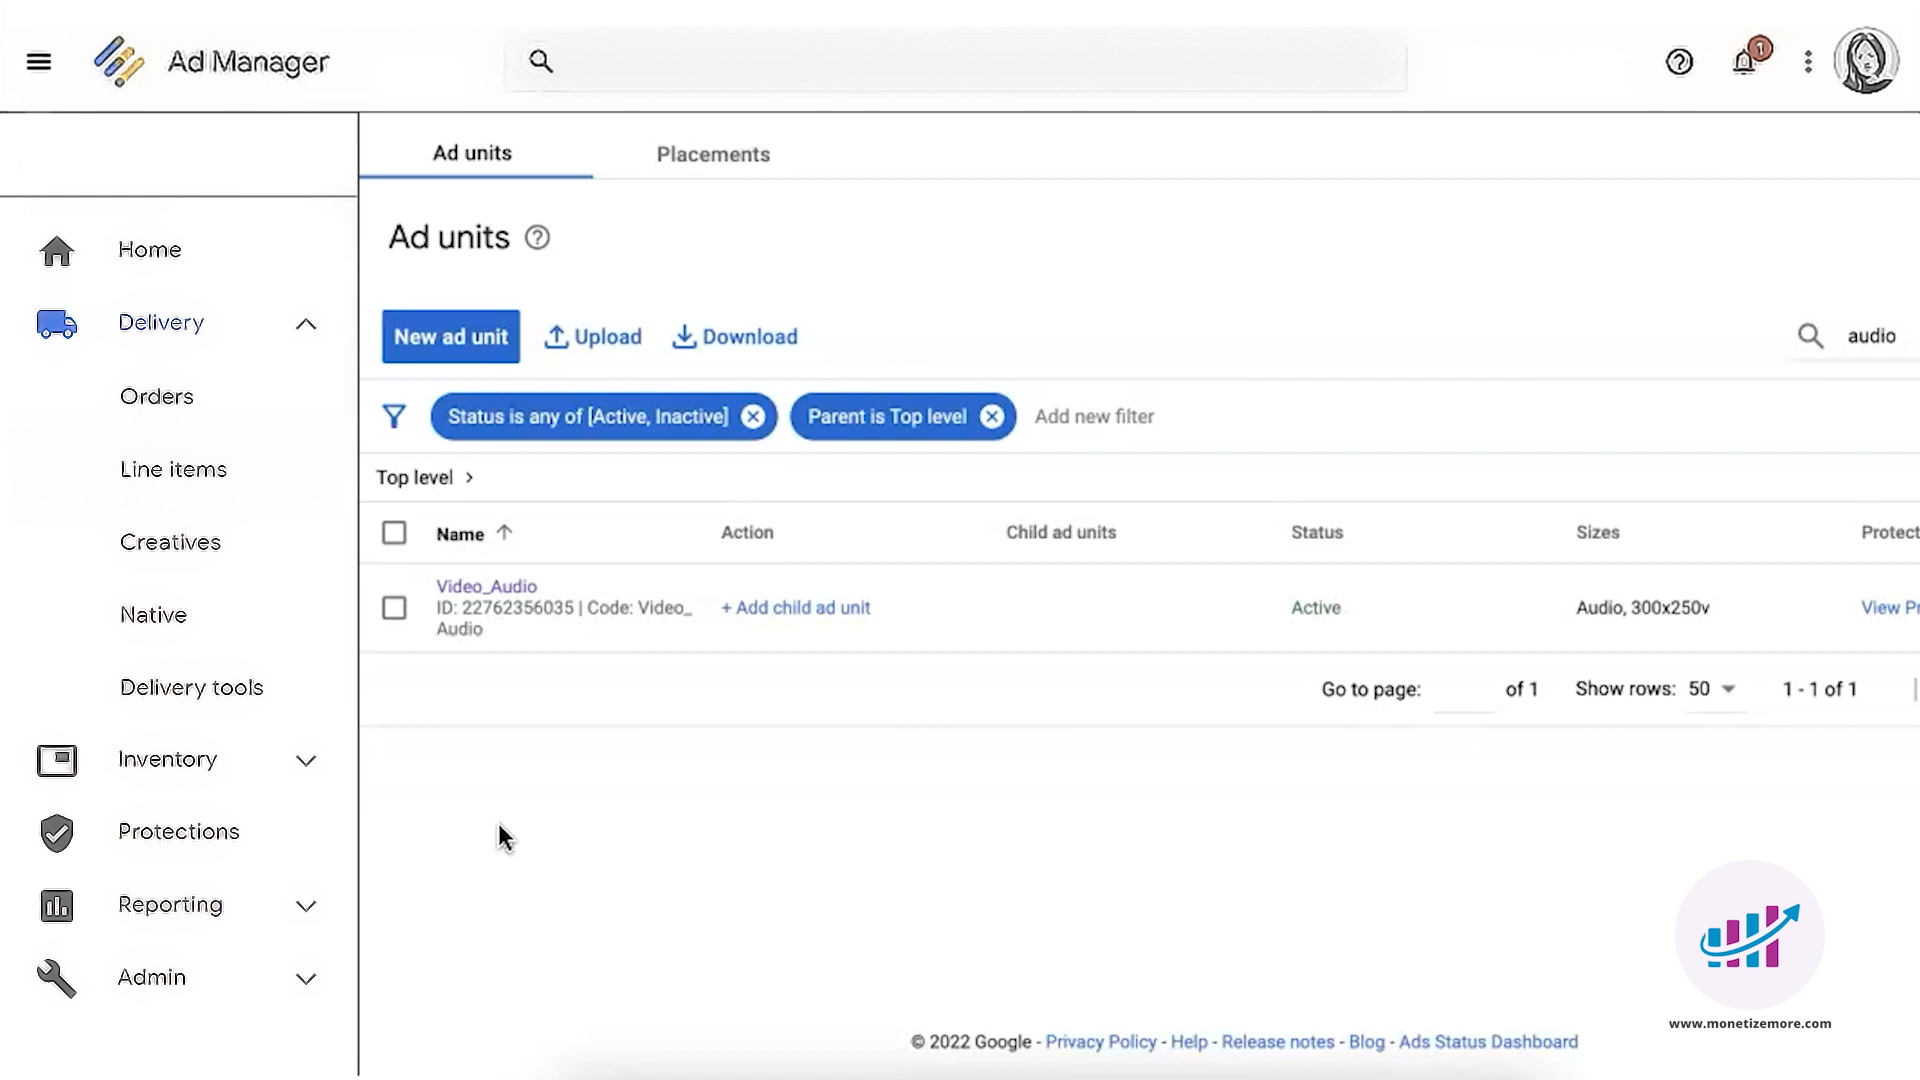 Ad Manager
1
Ad units
Placements
Home
Delivery
Orders
Line items
Creatives
Native
Delivery tools
Inventory
Protections
Reporting
Admin
Ad units
New ad unit
Upload
Download
audio
Status is any of [Active, Inactive]
Parent is Top level
Add new filter
Top level
Name
Action
Child ad units
Status
Sizes
Protect
Video_Audio
ID: 22762356035 | Code: Video_
Audio
+ Add child ad unit
Active
Audio, 300x250v
View Pr
Go to page:
of 1
Show rows: 50
1 - 1 of 1
© 2022 Google - Privacy Policy - Help - Release notes - Blog - Ads Status Dashboard
www.monetizemore.com